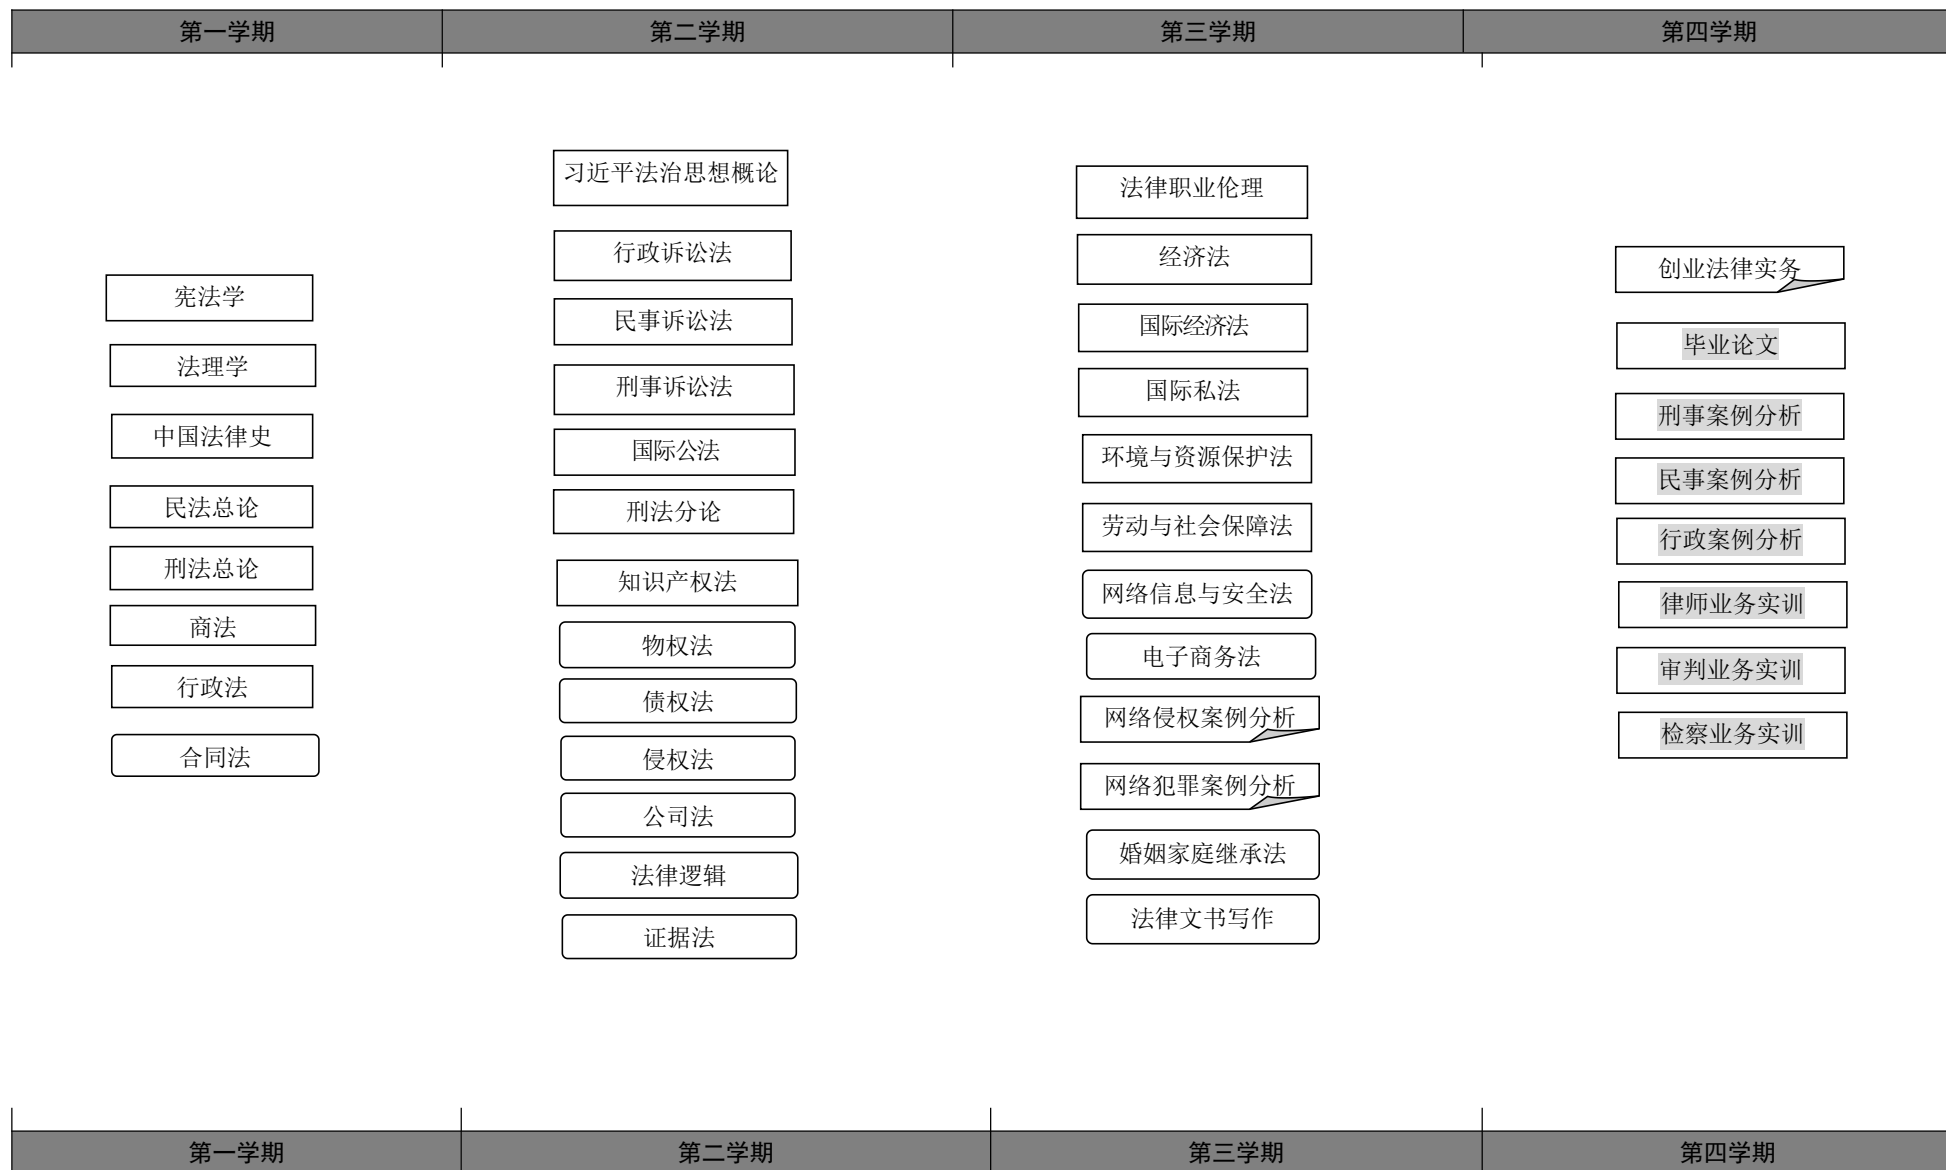 第一学期
第二学期
第三学期
第四学期
宪法学
法理学
中国法律史
民法总论
刑法总论
商法
行政法
合同法
习近平法治思想概论
行政诉讼法
民事诉讼法
刑事诉讼法
国际公法
刑法分论
知识产权法
物权法
债权法
侵权法
公司法
法律逻辑
证据法
法律职业伦理
经济法
国际经济法
国际私法
环境与资源保护法
劳动与社会保障法
网络信息与安全法
电子商务法
网络侵权案例分析
网络犯罪案例分析
婚姻家庭继承法
法律文书写作
创业法律实务
毕业论文
刑事案例分析
民事案例分析
行政案例分析
律师业务实训
审判业务实训
检察业务实训
第一学期
第二学期
第三学期
第四学期